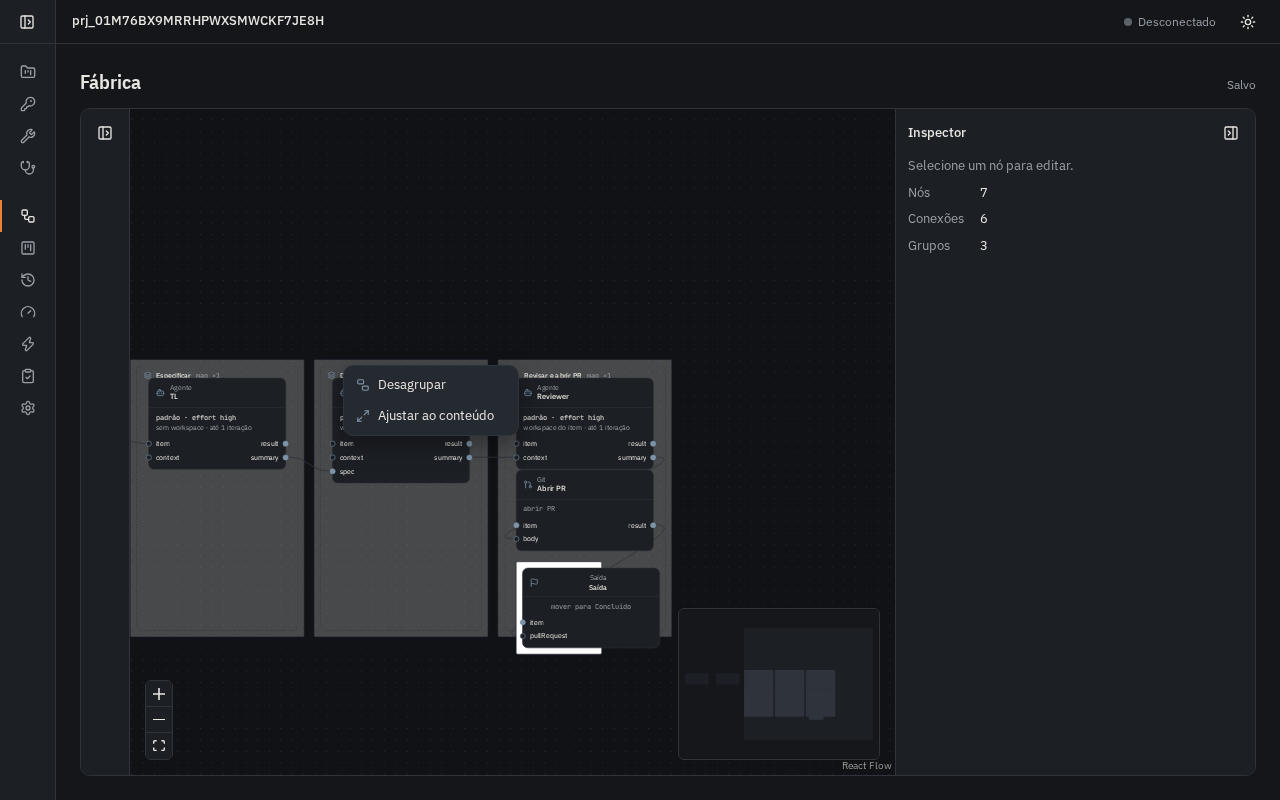 prj_01M76BX9MRRHPWXSMWCKF7JE8H
Desconectado
Fábrica
Salvo
Inspector
Selecione um nó para editar.
Nós 7
Conexões 6
Grupos 3
Especificar
Agente
TL
padrão · effort high
sem workspace · até 1 iteração
item result
context summary
Desagrupar
Ajustar ao conteúdo
item result
context summary
spec
Revisar e abrir PR
Agente
Reviewer
padrão · effort high
workspace do item · até 1 iteração
item result
context summary
Git
Abrir PR
abrir PR
item result
body
Saída
Saída
mover para Concluído
item
pullRequest
React Flow